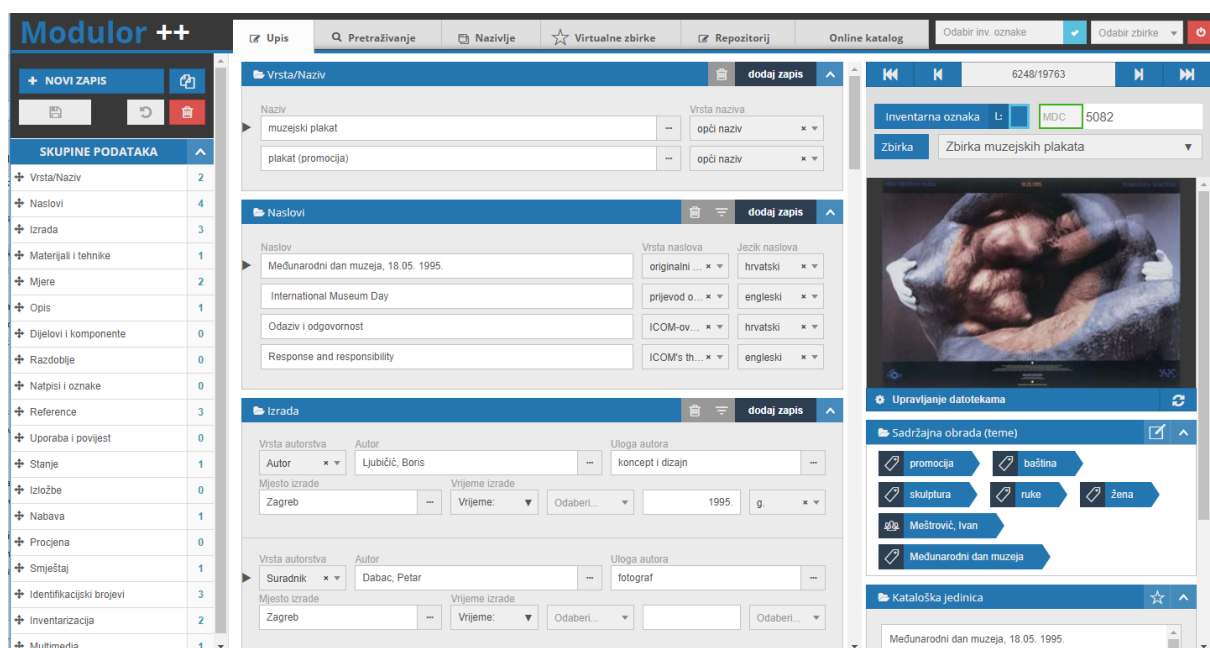 Modulor ++
Upis
Pretraživanje
Nazivlje
Virtualne zbirke
Repozitorij
Online katalog
Odabir inv. oznake
Odabir zbirke
+ NOVI ZAPIS
SKUPINE PODATAKA
Vrsta/Naziv 2
Naslovi 4
Izrada 3
Materijali i tehnike 1
Mjere 2
Opis 1
Dijelovi i komponente 0
Razdoblje 0
Natpisi i oznake 0
Reference 3
Uporaba i povijest 0
Stanje 1
Izložbe 0
Nabava 1
Procjena 0
Smještaj 1
Identifikacijski brojevi 3
Inventarizacija 2
Multimedia 1
Vrsta/Naziv dodaj zapis
Naziv Vrsta naziva
muzejski plakat ... opći naziv ×
plakat (promocija) ... opći naziv ×
Naslovi dodaj zapis
Naslov Vrsta naslova Jezik naslova
Međunarodni dan muzeja, 18.05. 1995. originalni ... × hrvatski ×
International Museum Day prijevod o... × engleski ×
Odaziv i odgovornost ICOM-ov... × hrvatski ×
Response and responsibility ICOM's th... × engleski ×
Izrada dodaj zapis
Vrsta autorstva Autor Uloga autora
Autor × Ljubičić, Boris ... koncept i dizajn ...
Mjesto izrade Vrijeme izrade
Zagreb ... Vrijeme: Odaberi... 1995. g. ×
Vrsta autorstva Autor Uloga autora
Suradnik × Dabac, Petar ... fotograf ...
Mjesto izrade Vrijeme izrade
Zagreb ... Vrijeme: Odaberi... Odaberi...
6248/19763
Inventarna oznaka L: MDC 5082
Zbirka Zbirka muzejskih plakata
Upravljanje datotekama
Sadržajna obrada (teme)
promocija baština
skulptura ruke žena
Meštrović, Ivan
Međunarodni dan muzeja
Kataloška jedinica
Međunarodni dan muzeja, 18.05. 1995.